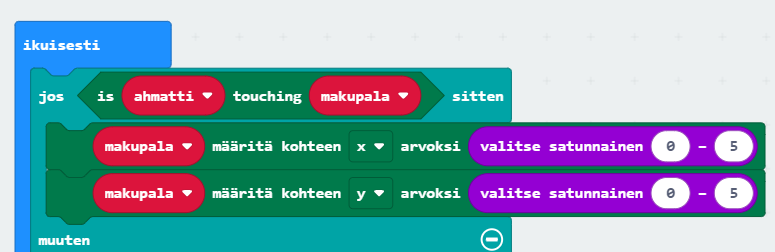 ikuisesti
jos is ahmatti touching makupala sitten
makupala määritä kohteen x arvoksi valitse satunnainen 0 - 5
makupala määritä kohteen y arvoksi valitse satunnainen 0 - 5
muuten